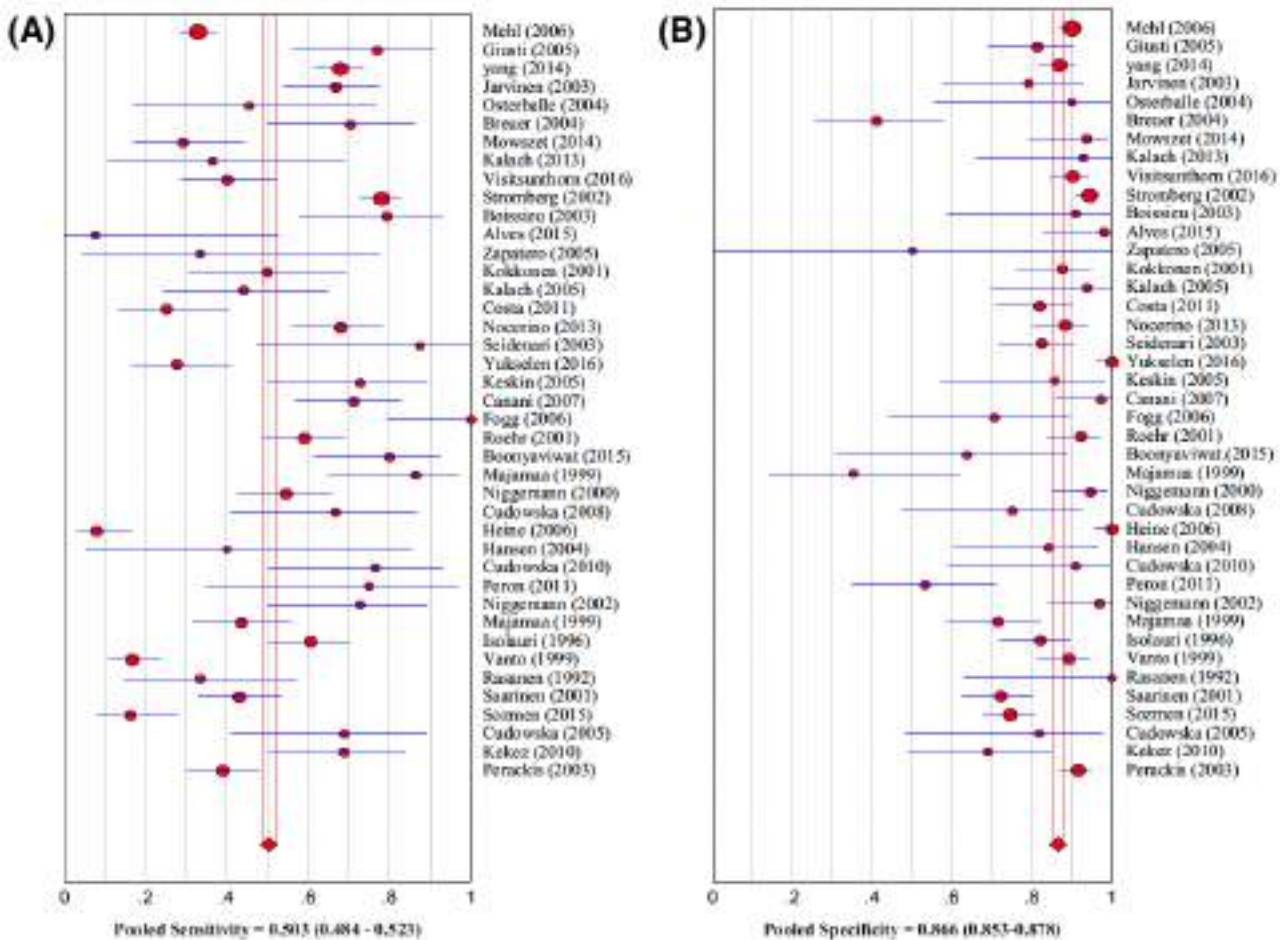 (A)
Mehl (2006)
Giusti (2005)
yang (2014)
Jarvinen (2003)
Osterballe (2004)
Breuer (2004)
Mowszet (2014)
Kalach (2013)
Visitsunthorn (2016)
Stromberg (2002)
Boissieu (2003)
Alves (2015)
Zapatero (2005)
Kokkonen (2001)
Kalach (2005)
Costa (2011)
Nocerino (2013)
Seidenari (2003)
Yukselen (2016)
Keskin (2005)
Canani (2007)
Fogg (2006)
Roehr (2001)
Boonyaviwat (2015)
Majamaa (1999)
Niggemann (2000)
Cudowska (2008)
Heine (2006)
Hansen (2004)
Cudowska (2010)
Peron (2011)
Niggemann (2002)
Majamaa (1999)
Isolauri (1996)
Vanto (1999)
Rasanen (1992)
Saarinen (2001)
Sozmen (2015)
Cudowska (2005)
Kekez (2010)
Perackis (2003)
0 .2 .4 .6 .8 1
Pooled Sensitivity = 0.503 (0.484 - 0.523)
(B)
Mehl (2006)
Giusti (2005)
yang (2014)
Jarvinen (2003)
Osterballe (2004)
Breuer (2004)
Mowszet (2014)
Kalach (2013)
Visitsunthorn (2016)
Stromberg (2002)
Boissieu (2003)
Alves (2015)
Zapatero (2005)
Kokkonen (2001)
Kalach (2005)
Costa (2011)
Nocerino (2013)
Seidenari (2003)
Yukselen (2016)
Keskin (2005)
Canani (2007)
Fogg (2006)
Roehr (2001)
Boonyaviwat (2015)
Majamaa (1999)
Niggemann (2000)
Cudowska (2008)
Heine (2006)
Hansen (2004)
Cudowska (2010)
Peron (2011)
Niggemann (2002)
Majamaa (1999)
Isolauri (1996)
Vanto (1999)
Rasanen (1992)
Saarinen (2001)
Sozmen (2015)
Cudowska (2005)
Kekez (2010)
Perackis (2003)
0 .2 .4 .6 .8 1
Pooled Specificity = 0.866 (0.853-0.878)